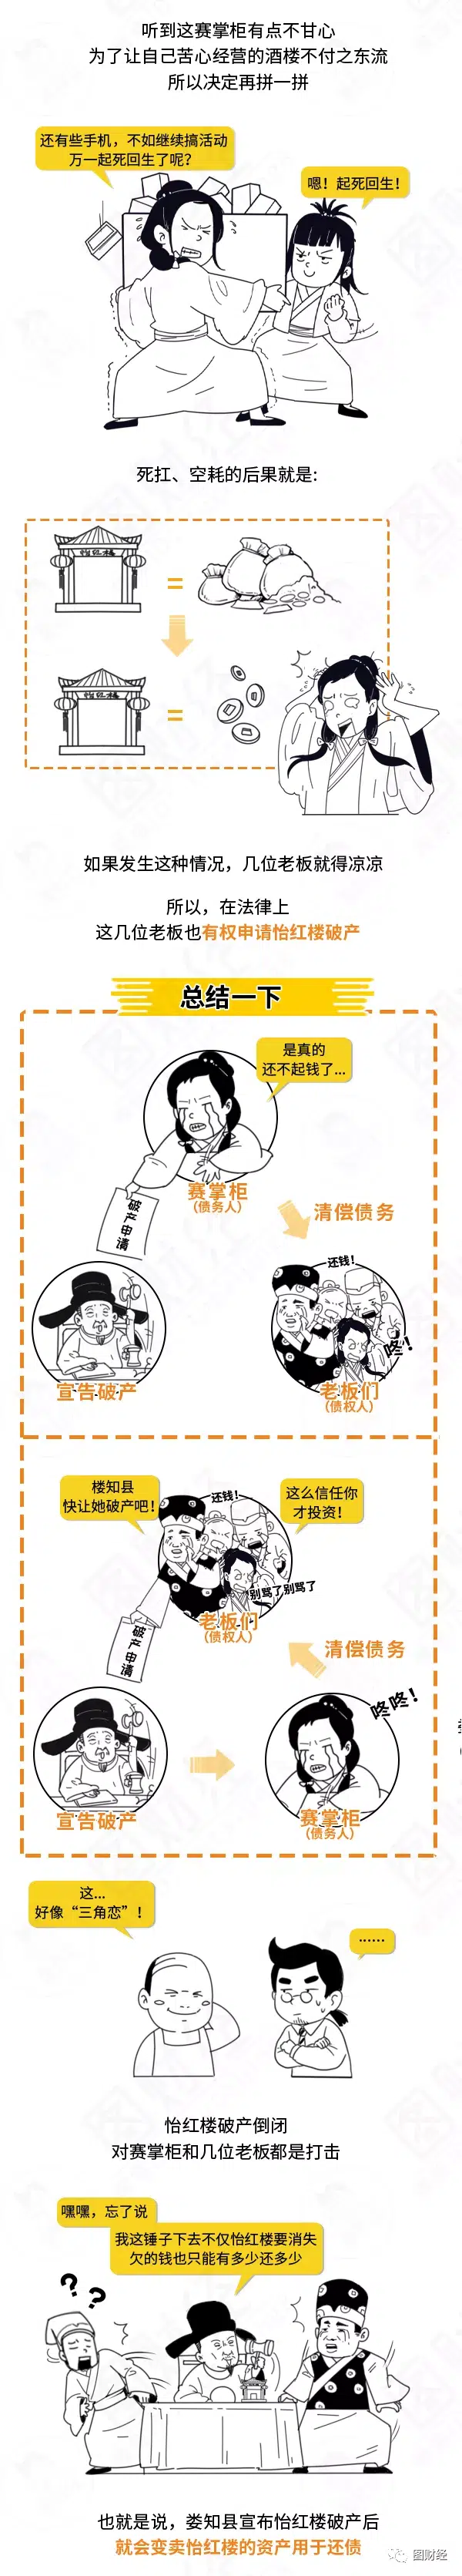 听到这赛掌柜有点不甘心
为了让自己苦心经营的酒楼不付之东流
所以决定再拼一拼
还有些手机，不如继续搞活动
万一起死回生了呢？
嗯！起死回生！
死扛、空耗的后果就是:
怡红楼
=
怡红楼
=
如果发生这种情况，几位老板就得凉凉
所以，在法律上
这几位老板也有权申请怡红楼破产
总结一下
是真的
还不起钱了...
赛掌柜
（债务人）
破产申请
清偿债务
还钱！
咚！
宣告破产
老板们
（债权人）
楼知县
快让她破产吧！
还钱！
这么信任你
才投资！
别骂了别骂了
老板们
（债权人）
破产申请
清偿债务
咚咚！
宣告破产
赛掌柜
（债务人）
这...
好像“三角恋”！
……
怡红楼破产倒闭
对赛掌柜和几位老板都是打击
嘿嘿，忘了说
我这锤子下去不仅怡红楼要消失
欠的钱也只能有多少还多少
? ?
也就是说，娄知县宣布怡红楼破产后
就会变卖怡红楼的资产用于还债
图财经